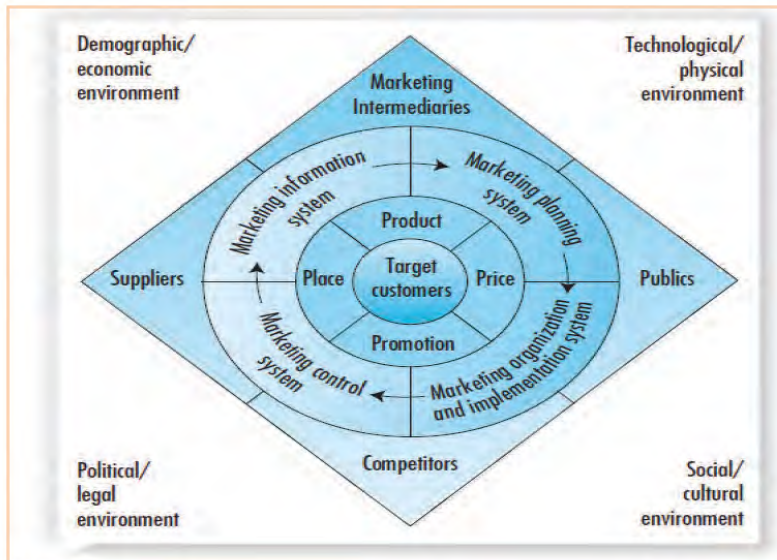 Demographic/
economic
environment
Technological/
physical
environment
Marketing
Intermediaries
Marketing information
system
Marketing planning
system
Product
Suppliers
Place
Target
customers
Price
Publics
Promotion
Marketing control
system
Marketing organization
and implementation system
Competitors
Political/
legal
environment
Social/
cultural
environment